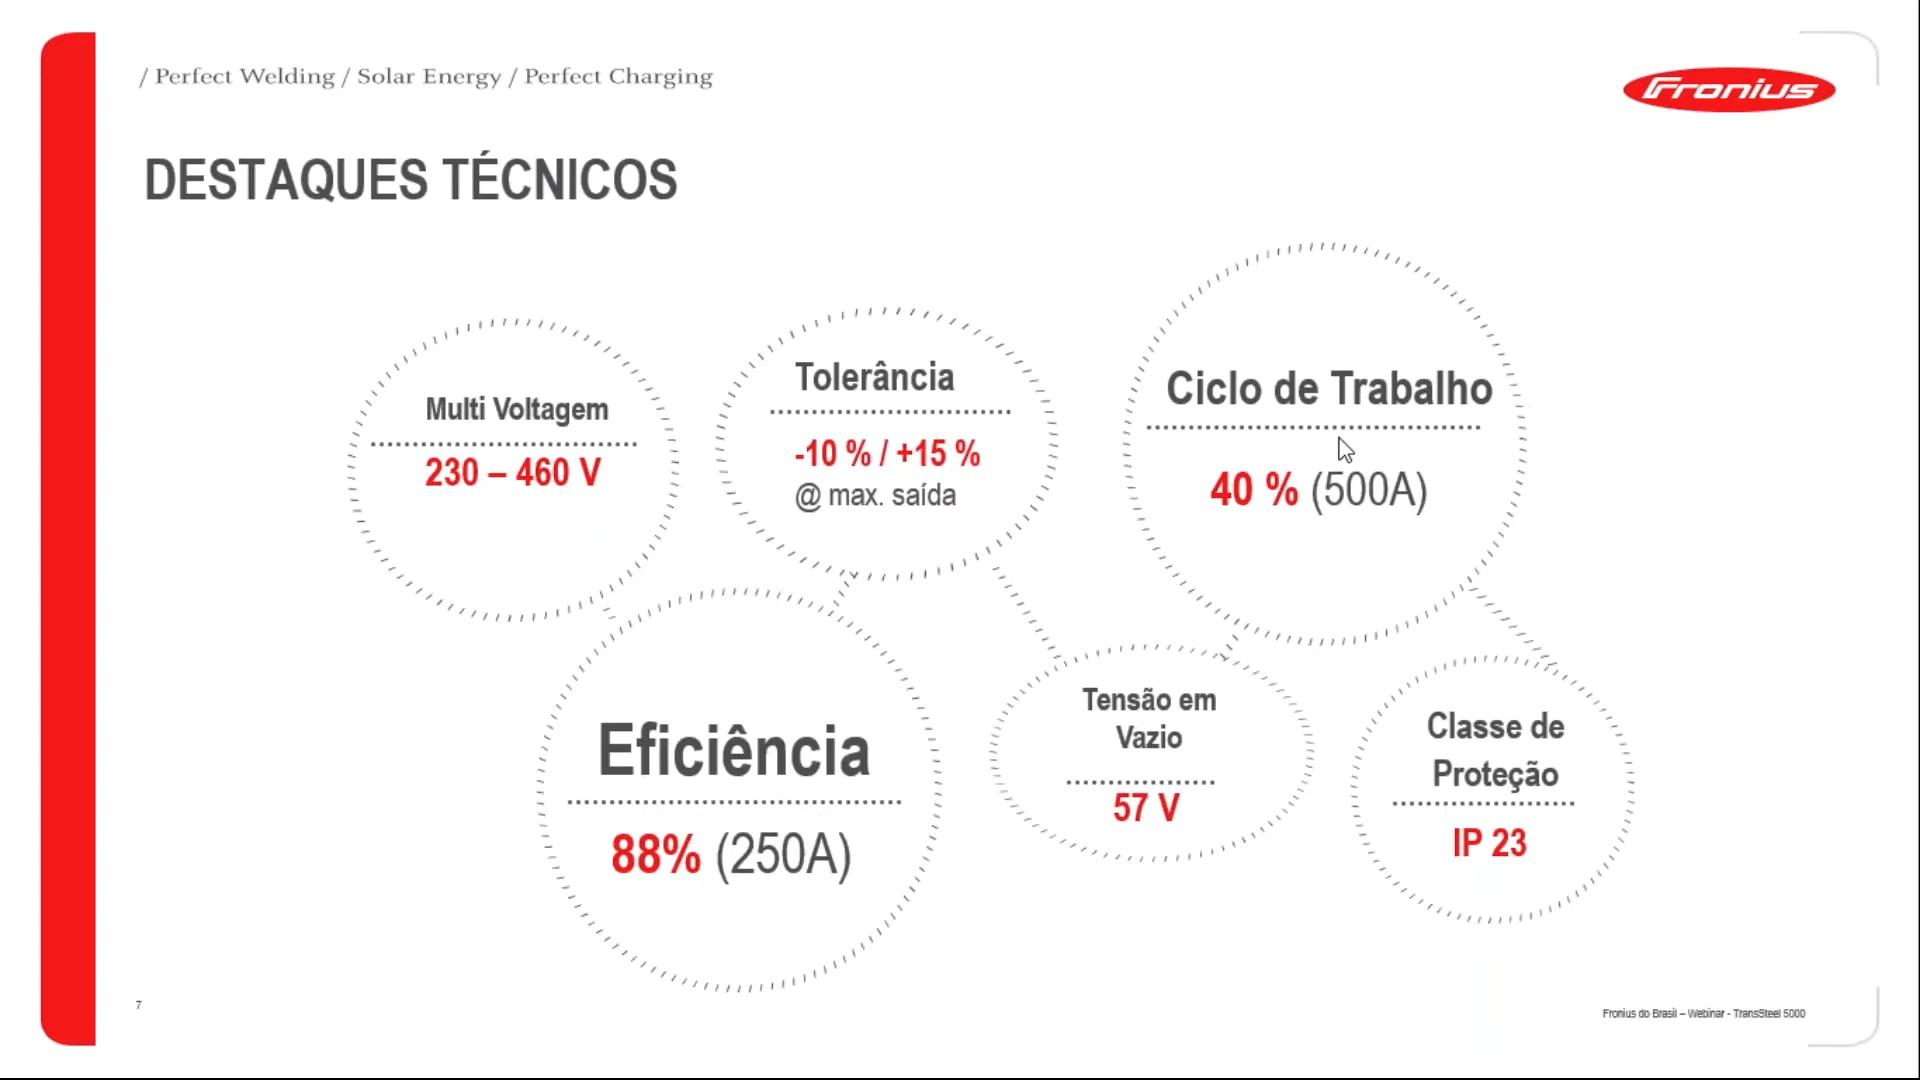 / Perfect Welding / Solar Energy / Perfect Charging
Fronius
DESTAQUES TÉCNICOS
Multi Voltagem
230 – 460 V
Tolerância
-10 % / +15 %
@ max. saída
Ciclo de Trabalho
40 % (500A)
Eficiência
88% (250A)
Tensão em
Vazio
57 V
Classe de
Proteção
IP 23
7
Fronius do Brasil – Webinar - TransSteel 5000